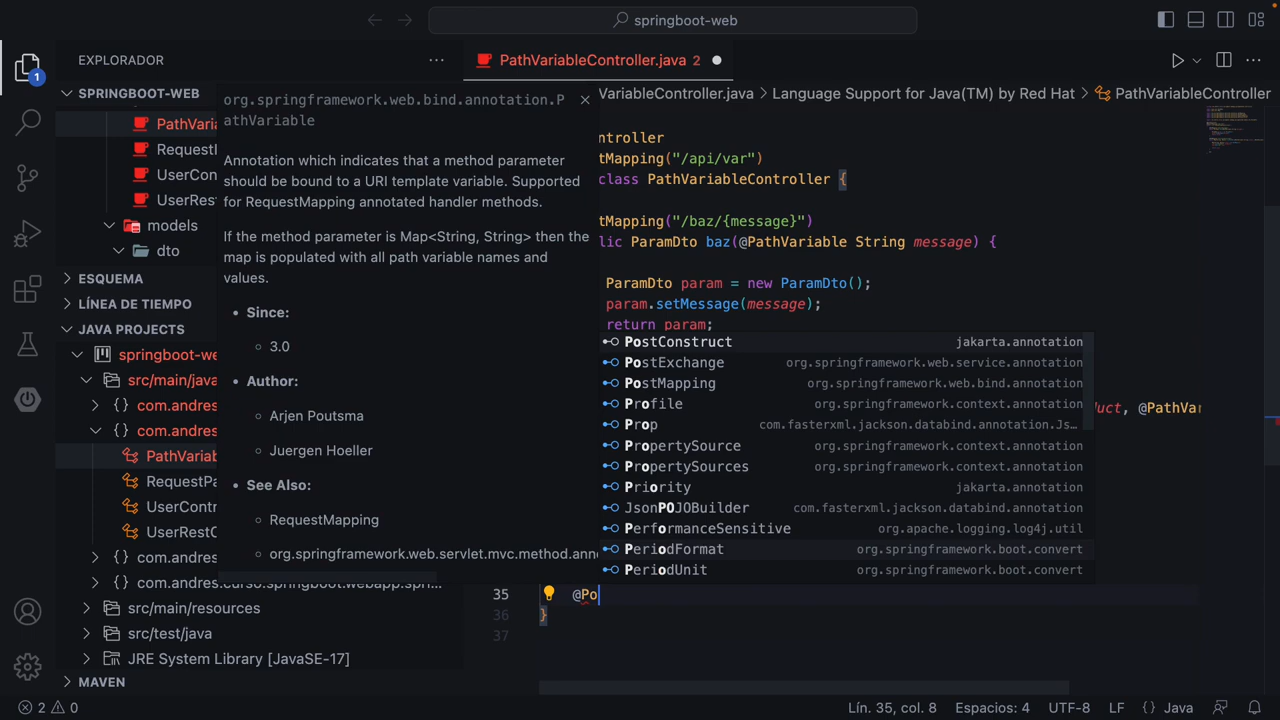 springboot-web
EXPLORADOR
PathVariableController.java 2
SPRINGBOOT-WEB
PathVaria
RequestI
UserCon
UserRest
models
dto
ESQUEMA
LÍNEA DE TIEMPO
JAVA PROJECTS
springboot-we
src/main/java
com.andres
com.andres
PathVariab
RequestPa
UserContr
UserRestC
com.andres
com.andres.curso.springboot.webapp.spri...
src/main/resources
src/test/java
JRE System Library [JavaSE-17]
MAVEN
org.springframework.web.bind.annotation.P
athVariable
Annotation which indicates that a method parameter
should be bound to a URI template variable. Supported
for RequestMapping annotated handler methods.
If the method parameter is Map<String, String> then the
map is populated with all path variable names and
values.
Since:
3.0
Author:
Arjen Poutsma
Juergen Hoeller
See Also:
RequestMapping
org.springframework.web.servlet.mvc.method.anno
VariableController.java > Language Support for Java(TM) by Red Hat > PathVariableController
ntroller
tMapping("/api/var")
class PathVariableController {
tMapping("/baz/{message}")
lic ParamDto baz(@PathVariable String message) {
ParamDto param = new ParamDto();
param.setMessage(message);
return param;
PostConstruct jakarta.annotation
PostExchange org.springframework.web.service.annotation
PostMapping org.springframework.web.bind.annotation
Profile org.springframework.context.annotation
Prop com.fasterxml.jackson.databind.annotation.Js…
PropertySource org.springframework.context.annotation
PropertySources org.springframework.context.annotation
Priority jakarta.annotation
JsonPOJOBuilder com.fasterxml.jackson.databind.annotation
PerformanceSensitive org.apache.logging.log4j.util
PeriodFormat org.springframework.boot.convert
PeriodUnit org.springframework.boot.convert
uct, @PathVar
35 @Po
36 }
37
1
2 0
Lín. 35, col. 8 Espacios: 4 UTF-8 LF {} Java